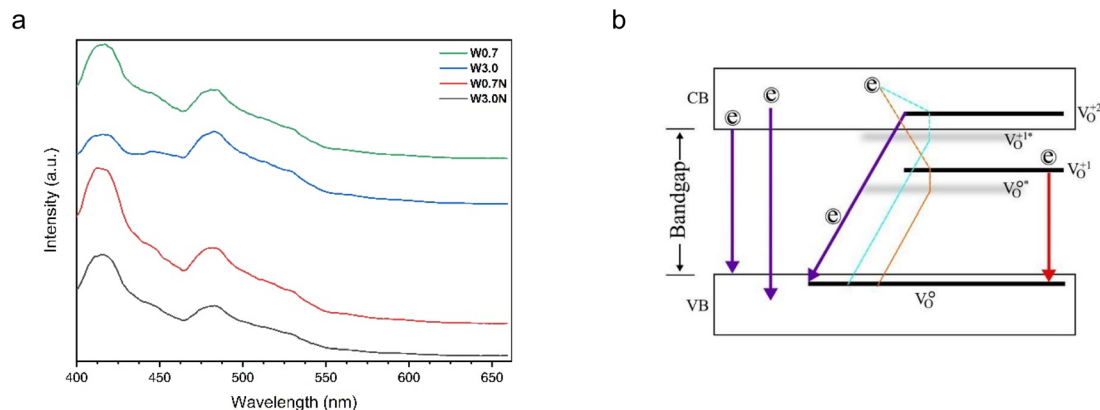 a
W0.7
W3.0
W0.7N
W3.0N
Intensity (a.u.)
400 450 500 550 600 650
Wavelength (nm)
b
CB
e
e
e
V_O^{+2}
V_O^{+1*}
e
V_O^{+1}
V_O^{o*}
Bandgap
e
VB
V_O^{o}